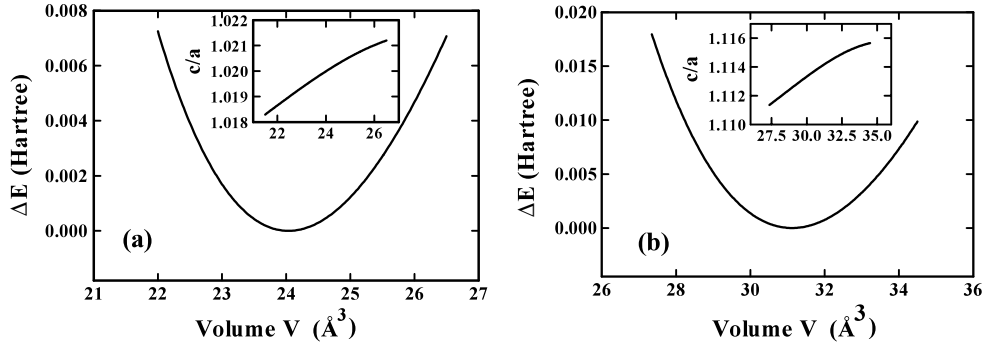 0.008
0.006
0.004
0.002
0.000
ΔE (Hartree)
21 22 23 24 25 26 27
Volume V (Å³)
(a)
1.022
1.021
1.020
1.019
1.018
c/a
22 24 26
0.020
0.015
0.010
0.005
0.000
ΔE (Hartree)
26 28 30 32 34 36
Volume V (Å³)
(b)
1.116
1.114
1.112
1.110
c/a
27.5 30.0 32.5 35.0